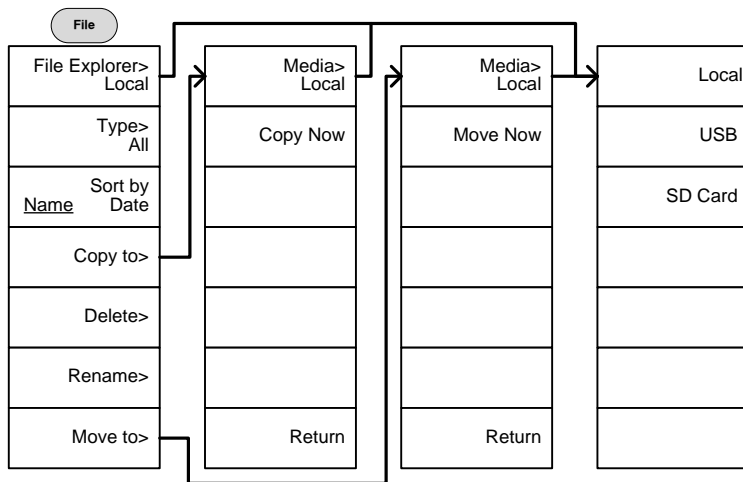 File
File Explorer>
Local
Type>
All
Sort by
Name Date
Copy to>
Delete>
Rename>
Move to>
Media>
Local
Copy Now
Return
Media>
Local
Move Now
Return
Local
USB
SD Card